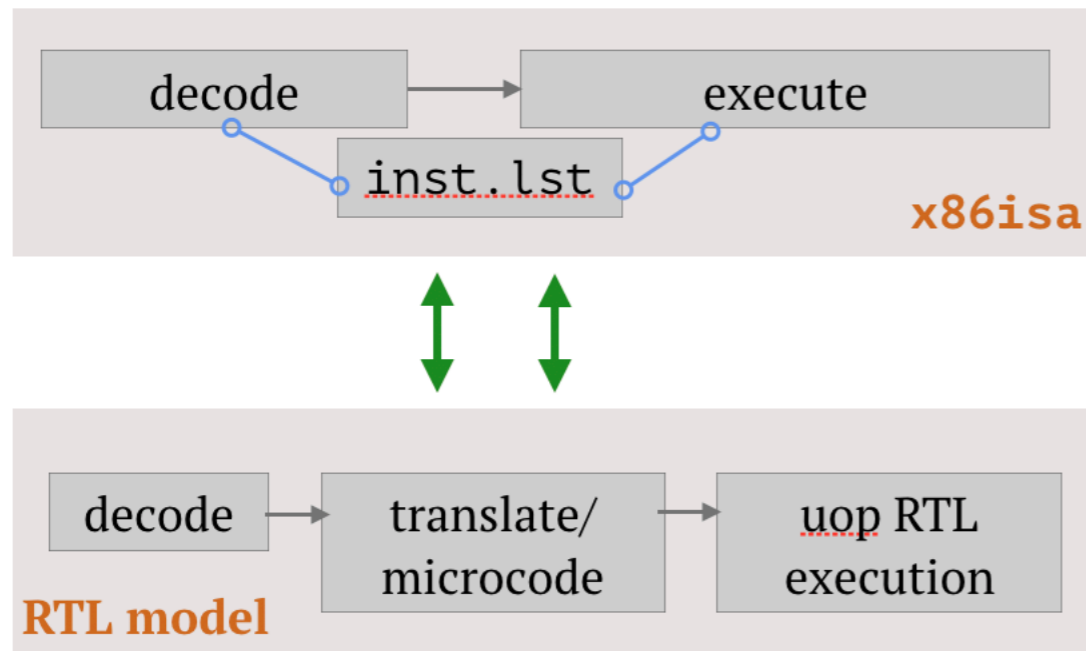 decode
execute
inst.lst
x86isa
decode
translate/
microcode
uop RTL
execution
RTL model